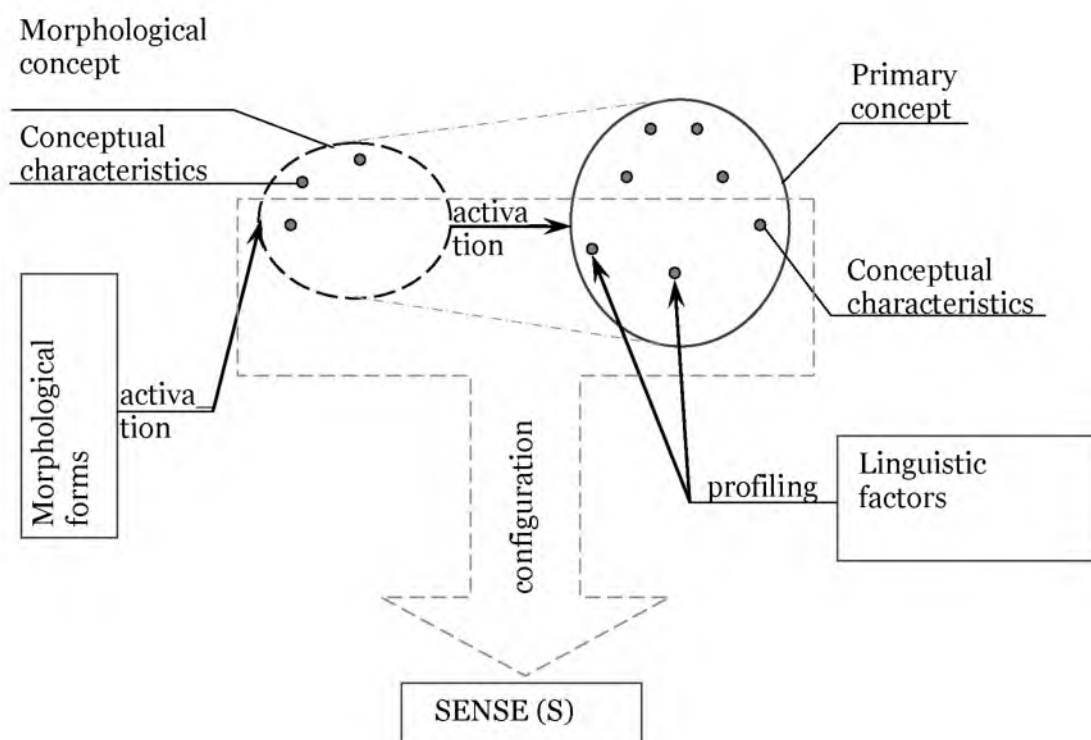 Morphological
concept
Primary
concept
Conceptual
characteristics
activa
tion
Conceptual
characteristics
Morphological
forms
activa_
tion
configuration
profiling
Linguistic
factors
SENSE (S)